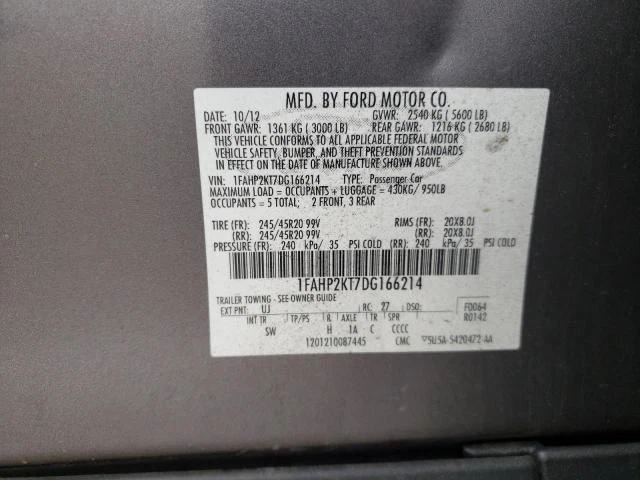 MFD. BY FORD MOTOR CO.
DATE: 10/12 GVWR: 2540 KG ( 5600 LB)
FRONT GAWR: 1361 KG ( 3000 LB) REAR GAWR: 1216 KG ( 2680 LB)
THIS VEHICLE CONFORMS TO ALL APPLICABLE FEDERAL MOTOR
VEHICLE SAFETY, BUMPER, AND THEFT PREVENTION STANDARDS
IN EFFECT ON THE DATE OF MANUFACTURE SHOWN ABOVE.
VIN: 1FAHP2KT7DG166214 TYPE: Passenger Car
MAXIMUM LOAD = OCCUPANTS + LUGGAGE = 430KG/ 950LB
OCCUPANTS = 5 TOTAL; 2 FRONT, 3 REAR
TIRE (FR): 245/45R20 99V RIMS (FR): 20X8.0J
(RR): 245/45R20 99V (RR): 20X8.0J
PRESSURE (FR): 240 kPa/ 35 PSI COLD (RR): 240 kPa/ 35 PSI COLD
1FAHP2KT7DG166214
TRAILER TOWING - SEE OWNER GUIDE
EXT PNT: UJ RC: 27 DSO: F0064
INT TR TP/PS R AXLE TR SPR R0142
SW H 1A C CCCC
1201210087445 CMC ▽5U5A-5420472-AA